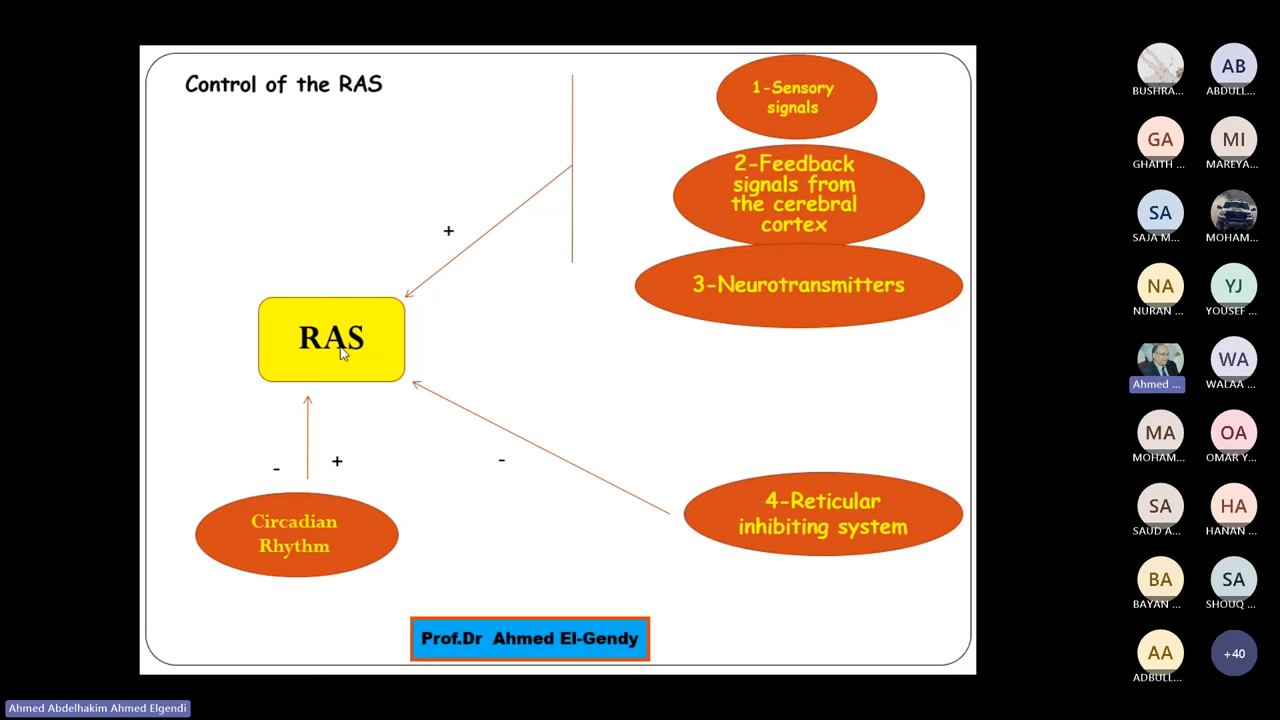 Control of the RAS
1-Sensory
signals
2-Feedback
signals from
the cerebral
cortex
+
3-Neurotransmitters
RAS
-
+
-
4-Reticular
inhibiting system
Circadian
Rhythm
Prof.Dr Ahmed El-Gendy
BUSHRA...
AB
ABDULL...
GA
GHAITH ...
MI
MAREYA...
SA
SAJA M...
MOHAM...
NA
NURAN ...
YJ
YOUSEF ...
Ahmed ...
WA
WALAA ...
MA
MOHAM...
OA
OMAR Y...
SA
SAUD A...
HA
HANAN ...
BA
BAYAN ...
SA
SHOUQ ...
AA
ADBULL...
+40
Ahmed Abdelhakim Ahmed Elgendi